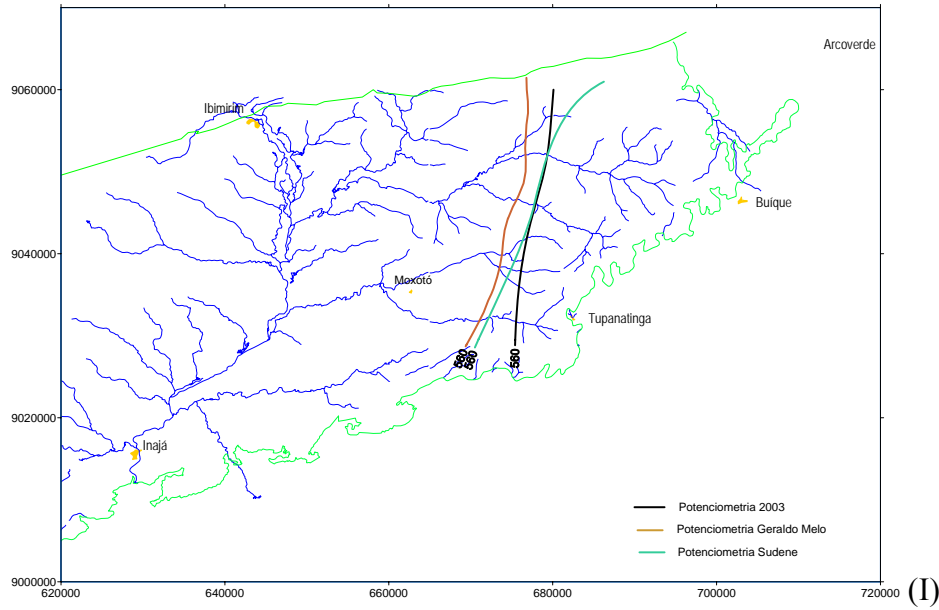 Arcoverde
9060000
Ibimirim
Buíque
9040000
Moxotó
Tupanatinga
560
560
560
9020000
Inajá
Potenciometria 2003
Potenciometria Geraldo Melo
Potenciometria Sudene
9000000
620000 640000 660000 680000 700000 720000
(I)